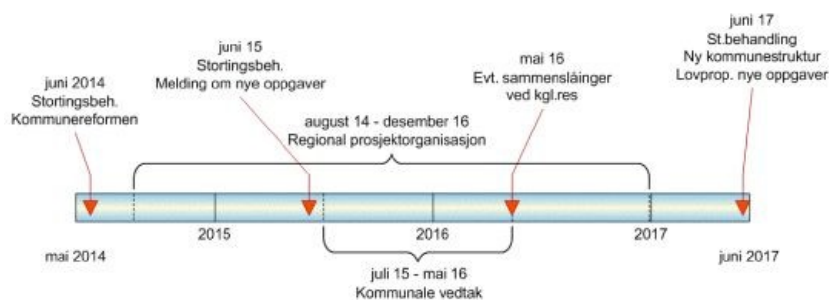 juni 2014
Stortingsbeh.
Kommunereformen
juni 15
Stortingsbeh.
Melding om nye oppgaver
august 14 - desember 16
Regional prosjektorganisasjon
mai 16
Evt. sammenslåinger
ved kgl.res
juni 17
St.behandling
Ny kommunestruktur
Lovprop. nye oppgaver
2015
2016
2017
mai 2014
juni 2017
juli 15 - mai 16
Kommunale vedtak